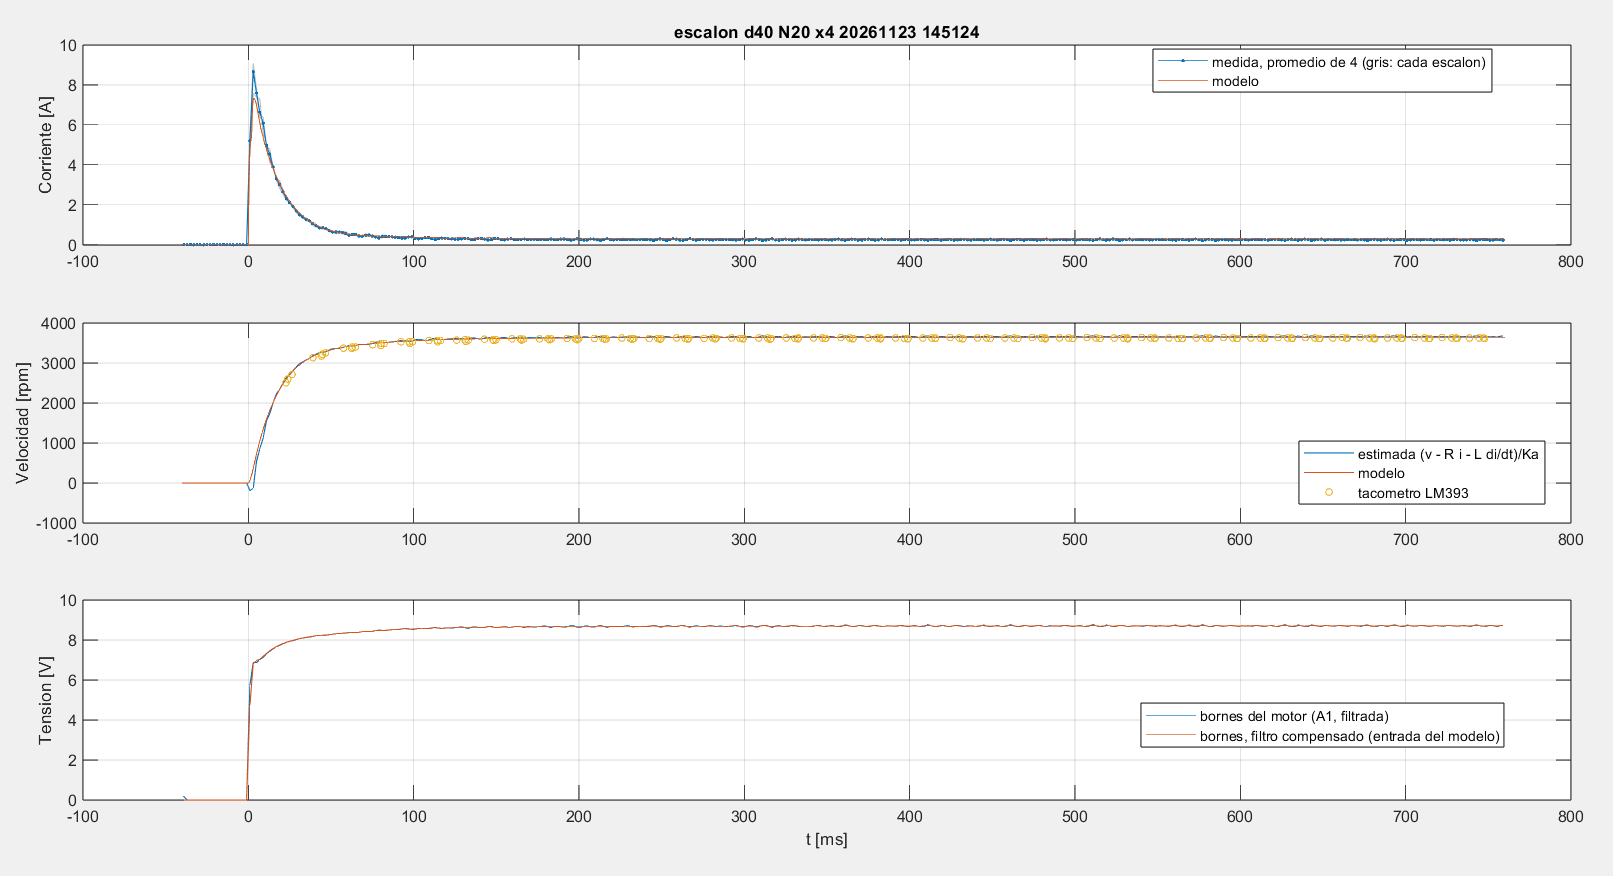 escalon d40 N20 x4 20261123 145124
10
8
6
4
2
0
Corriente [A]
medida, promedio de 4 (gris: cada escalon)
modelo
-100 0 100 200 300 400 500 600 700 800
4000
3000
2000
1000
0
-1000
Velocidad [rpm]
estimada (v - R i - L di/dt)/Ka
modelo
tacometro LM393
-100 0 100 200 300 400 500 600 700 800
10
8
6
4
2
0
Tension [V]
bornes del motor (A1, filtrada)
bornes, filtro compensado (entrada del modelo)
-100 0 100 200 300 400 500 600 700 800
t [ms]